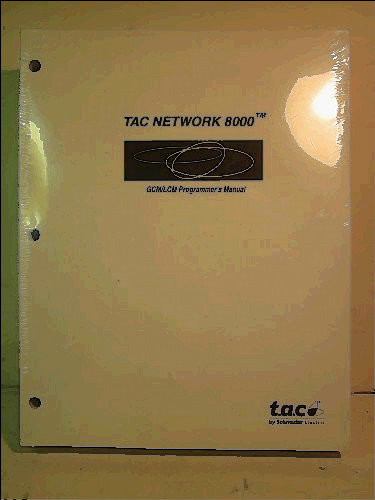 TAC NETWORK 8000™
GCM/LCM Programmer's Manual
t.a.c
by Schneider Electric